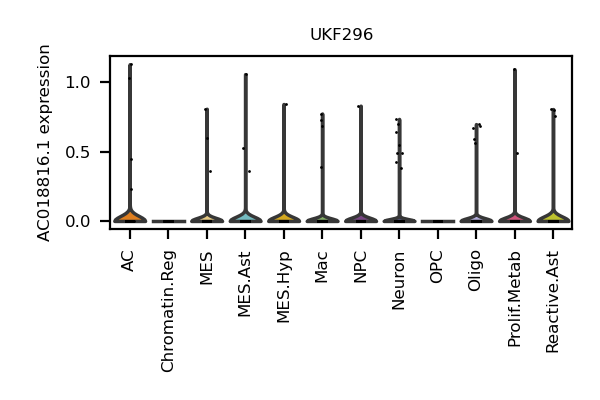 UKF296
AC018816.1 expression
1.0
0.5
0.0
AC
Chromatin.Reg
MES
MES.Ast
MES.Hyp
Mac
NPC
Neuron
OPC
Oligo
Prolif.Metab
Reactive.Ast